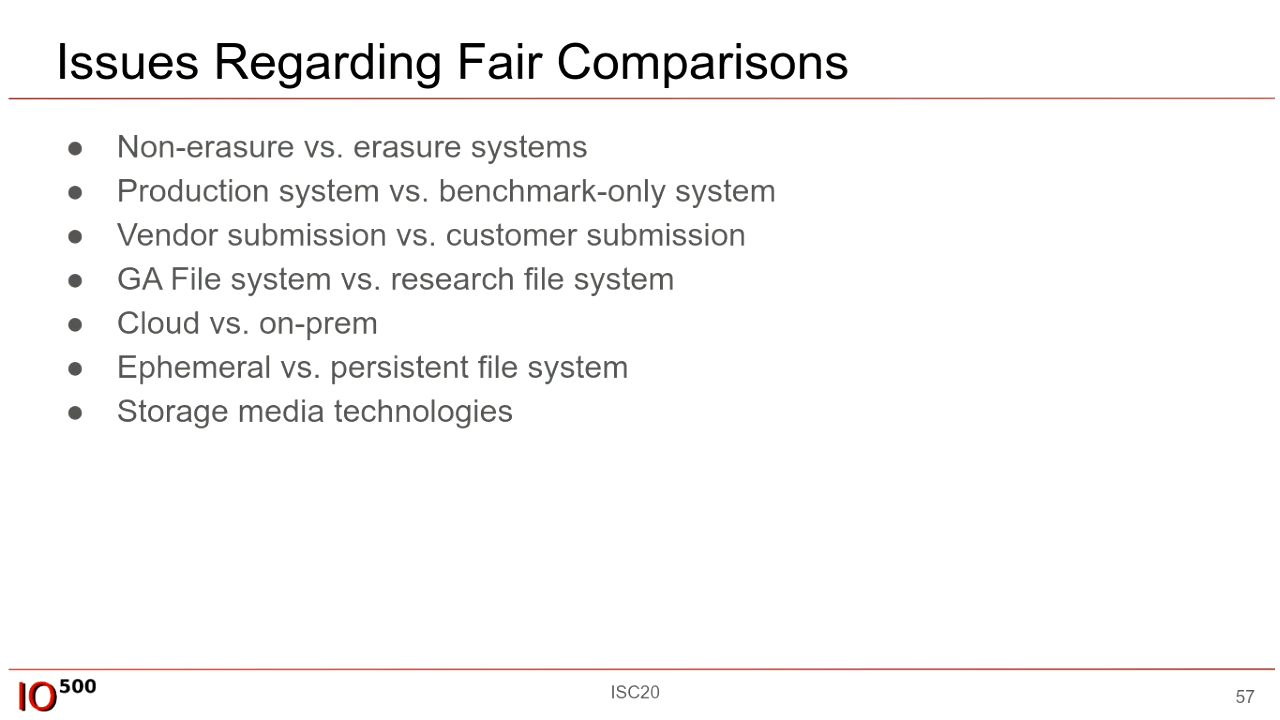 Issues Regarding Fair Comparisons
● Non-erasure vs. erasure systems
● Production system vs. benchmark-only system
● Vendor submission vs. customer submission
● GA File system vs. research file system
● Cloud vs. on-prem
● Ephemeral vs. persistent file system
● Storage media technologies
IO500
ISC20
57